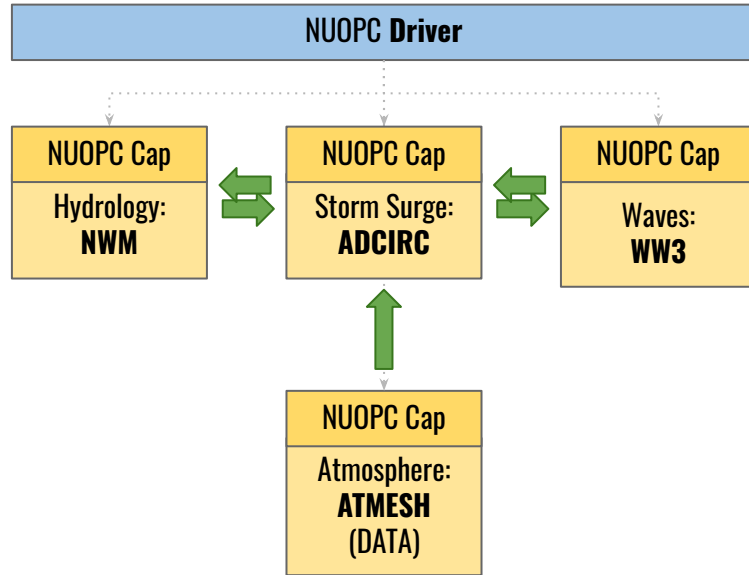 NUOPC Driver
NUOPC Cap
Hydrology:
NWM
NUOPC Cap
Storm Surge:
ADCIRC
NUOPC Cap
Waves:
WW3
NUOPC Cap
Atmosphere:
ATMESH
(DATA)